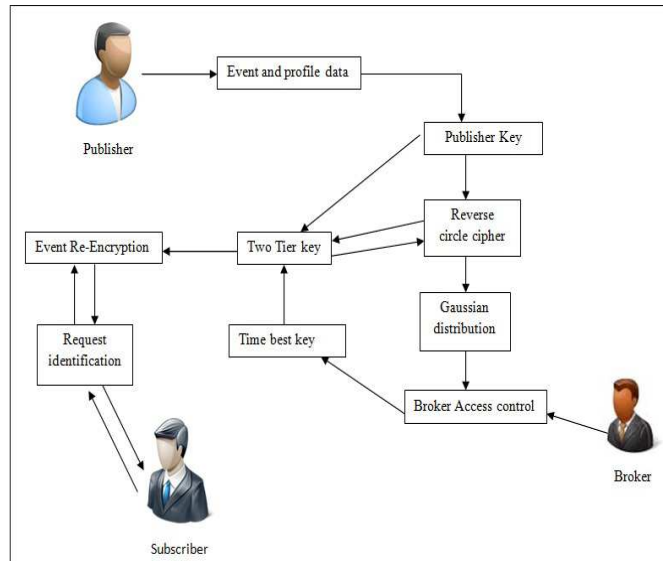 Event and profile data
Publisher
Publisher Key
Reverse
circle cipher
Event Re-Encryption
Two Tier key
Gaussian
distribution
Request
identification
Time best key
Broker Access control
Broker
Subscriber